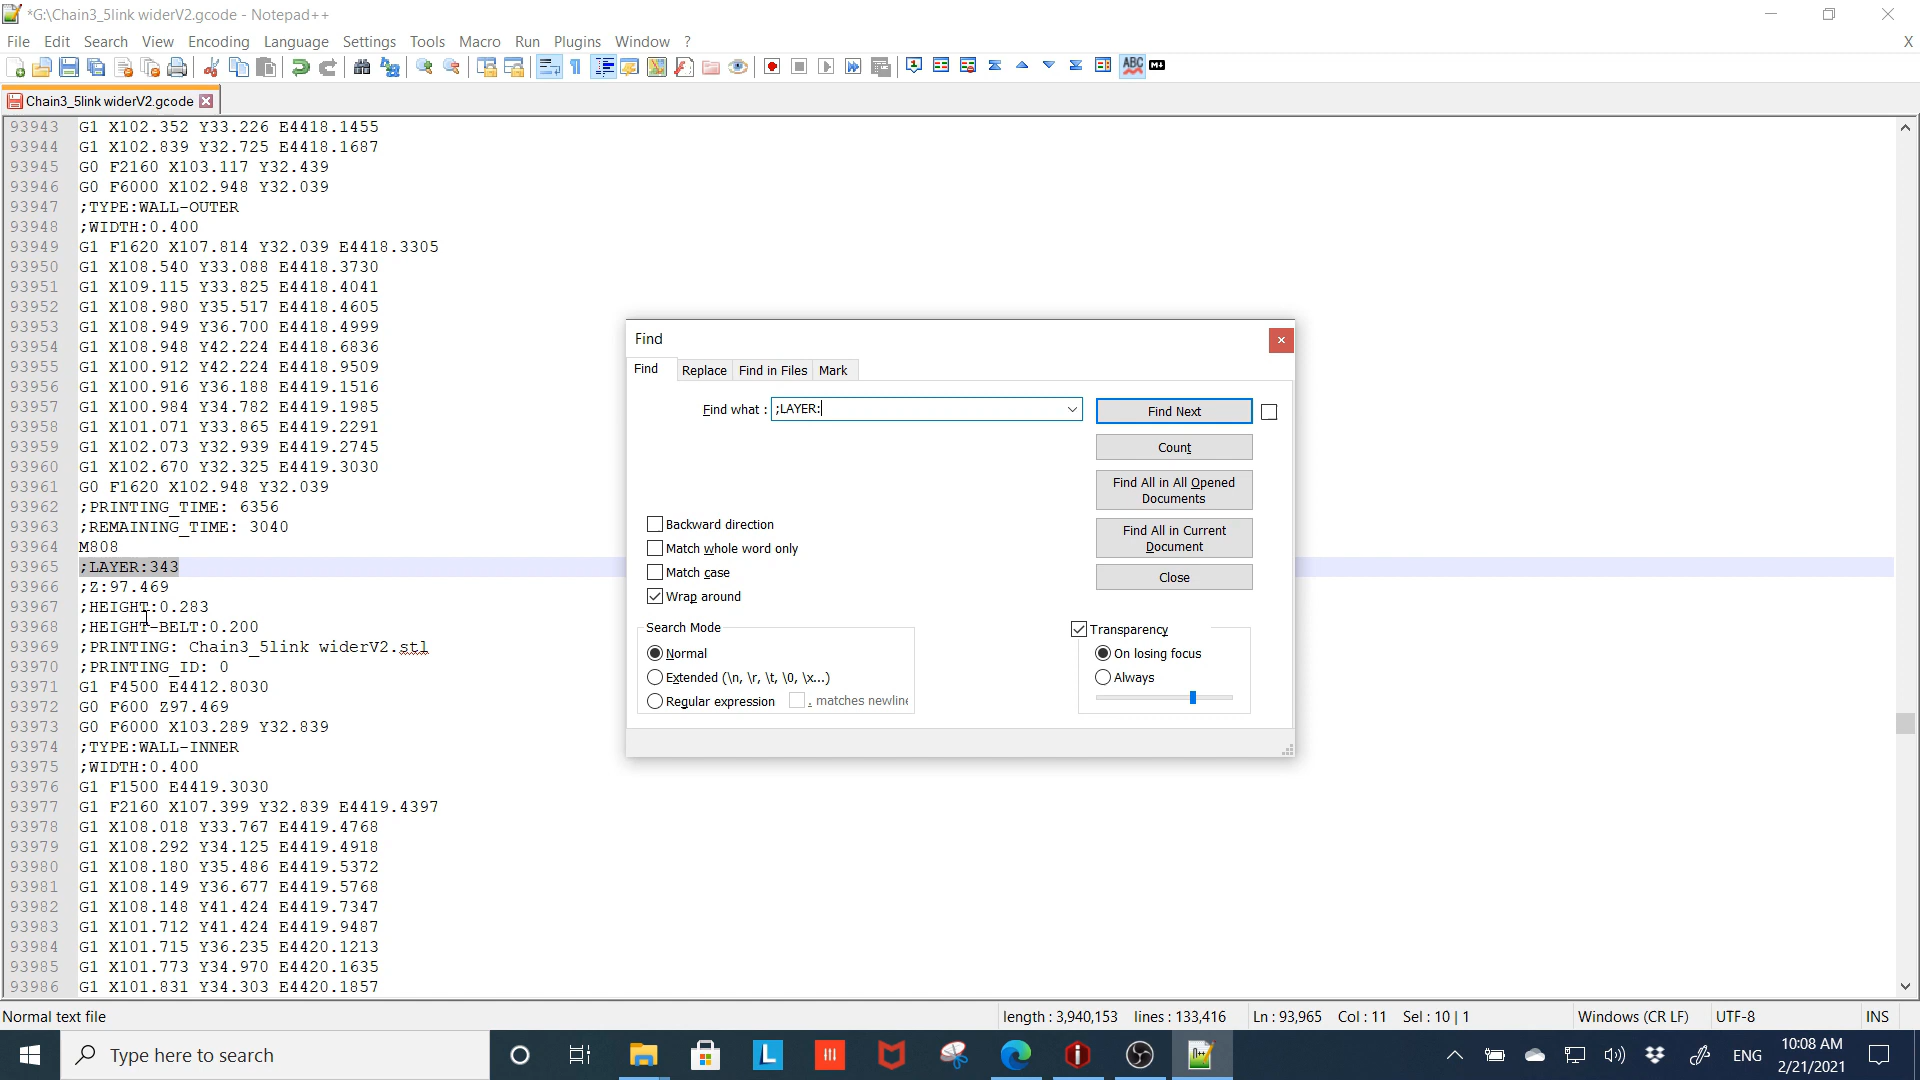 *G:\Chain3_5link widerV2.gcode - Notepad++
File Edit Search View Encoding Language Settings Tools Macro Run Plugins Window ? X
Chain3_5link widerV2.gcode
93943 G1 X102.352 Y33.226 E4418.1455
93944 G1 X102.839 Y32.725 E4418.1687
93945 G0 F2160 X103.117 Y32.439
93946 G0 F6000 X102.948 Y32.039
93947 ;TYPE:WALL-OUTER
93948 ;WIDTH:0.400
93949 G1 F1620 X107.814 Y32.039 E4418.3305
93950 G1 X108.540 Y33.088 E4418.3730
93951 G1 X109.115 Y33.825 E4418.4041
93952 G1 X108.980 Y35.517 E4418.4605
93953 G1 X108.949 Y36.700 E4418.4999
93954 G1 X108.948 Y42.224 E4418.6836
93955 G1 X100.912 Y42.224 E4418.9509
93956 G1 X100.916 Y36.188 E4419.1516
93957 G1 X100.984 Y34.782 E4419.1985
93958 G1 X101.071 Y33.865 E4419.2291
93959 G1 X102.073 Y32.939 E4419.2745
93960 G1 X102.670 Y32.325 E4419.3030
93961 G0 F1620 X102.948 Y32.039
93962 ;PRINTING_TIME: 6356
93963 ;REMAINING_TIME: 3040
93964 M808
93965 ;LAYER:343
93966 ;Z:97.469
93967 ;HEIGHT:0.283
93968 ;HEIGHT-BELT:0.200
93969 ;PRINTING: Chain3_5link widerV2.stl
93970 ;PRINTING_ID: 0
93971 G1 F4500 E4412.8030
93972 G0 F600 Z97.469
93973 G0 F6000 X103.289 Y32.839
93974 ;TYPE:WALL-INNER
93975 ;WIDTH:0.400
93976 G1 F1500 E4419.3030
93977 G1 F2160 X107.399 Y32.839 E4419.4397
93978 G1 X108.018 Y33.767 E4419.4768
93979 G1 X108.292 Y34.125 E4419.4918
93980 G1 X108.180 Y35.486 E4419.5372
93981 G1 X108.149 Y36.677 E4419.5768
93982 G1 X108.148 Y41.424 E4419.7347
93983 G1 X101.712 Y41.424 E4419.9487
93984 G1 X101.715 Y36.235 E4420.1213
93985 G1 X101.773 Y34.970 E4420.1635
93986 G1 X101.831 Y34.303 E4420.1857
Find
Find Replace Find in Files Mark
Find what : ;LAYER: Find Next
Count
Find All in All Opened
Documents
Find All in Current
Document
Close
Backward direction
Match whole word only
Match case
Wrap around
Search Mode
Normal
Extended (\n, \r, \t, \0, \x...)
Regular expression . matches newline
Transparency
On losing focus
Always
Normal text file length : 3,940,153 lines : 133,416 Ln : 93,965 Col : 11 Sel : 10 | 1 Windows (CR LF) UTF-8 INS
Type here to search ENG 10:08 AM
2/21/2021